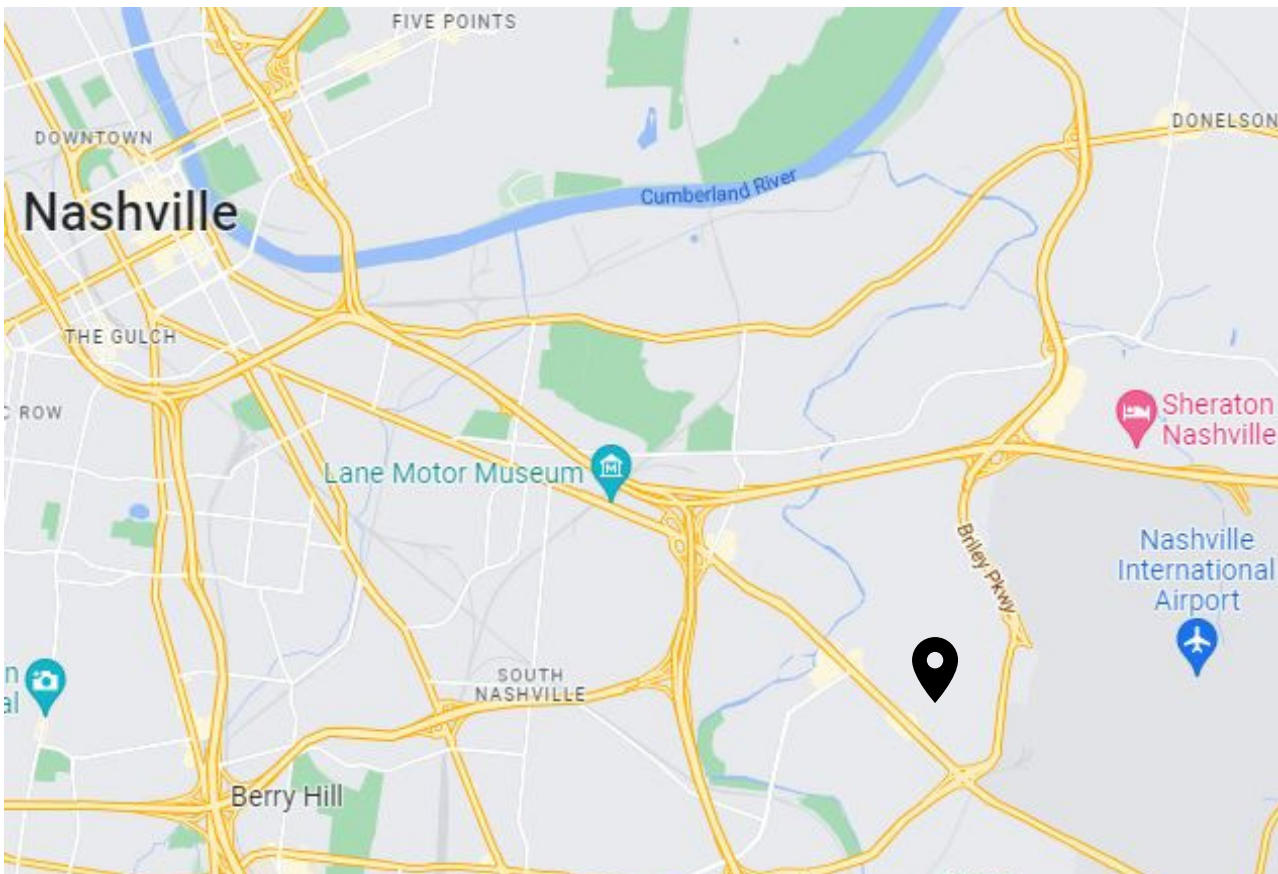 FIVE POINTS
DOWNTOWN
DONELSON
Nashville
Cumberland River
THE GULCH
C ROW
Sheraton
Nashville
Lane Motor Museum
Briley Pkwy
Nashville
International
Airport
SOUTH
NASHVILLE
n
al
Berry Hill